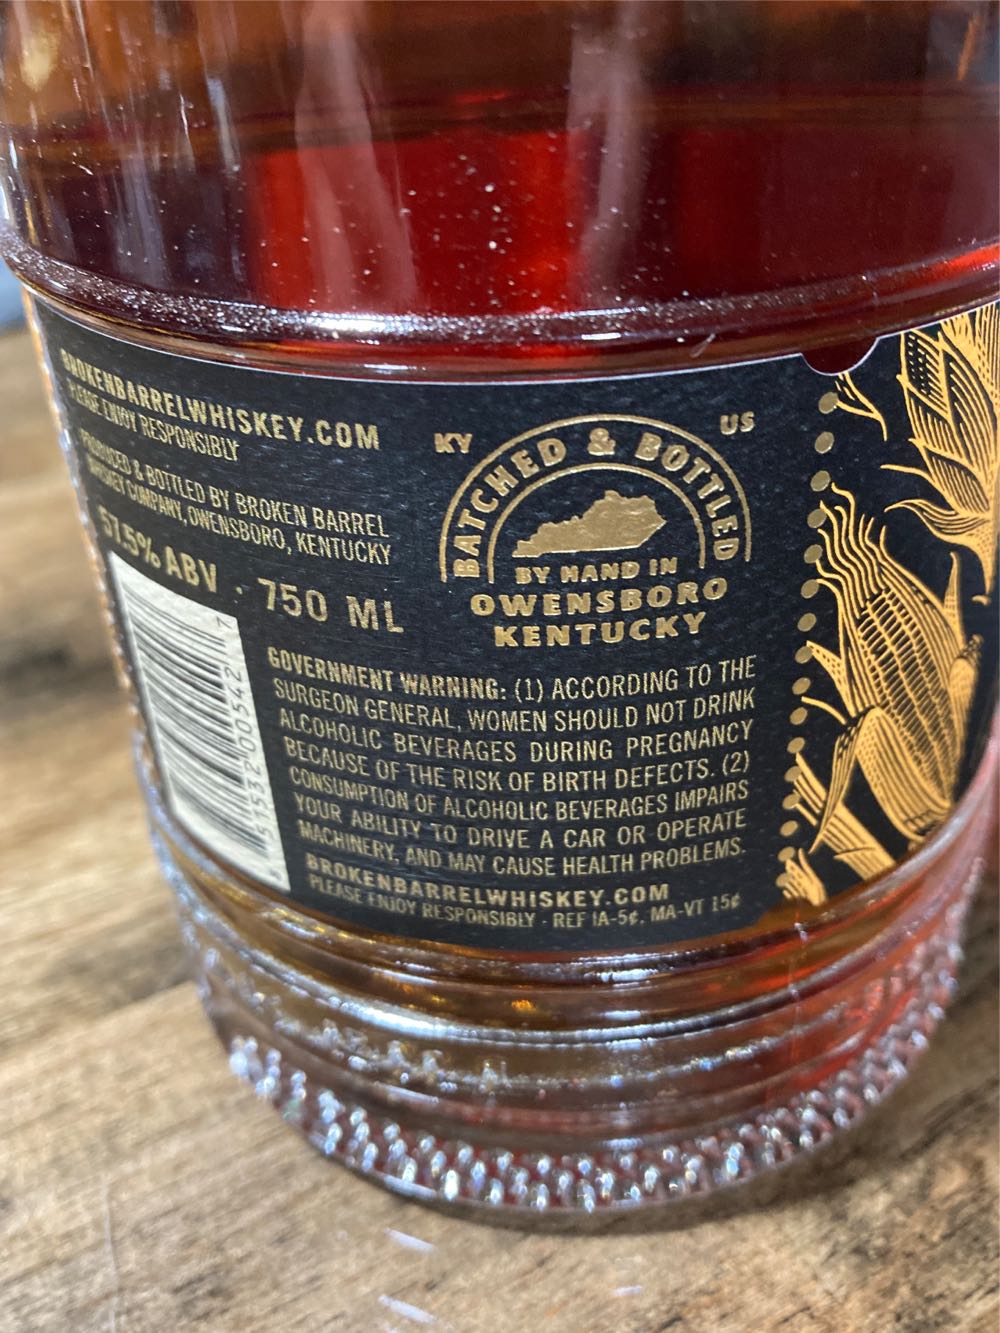 BROKENBARRELWHISKEY.COM
PLEASE ENJOY RESPONSIBLY
PRODUCED & BOTTLED BY BROKEN BARREL
WHISKEY COMPANY, OWENSBORO, KENTUCKY
57.5% ABV . 750 ML
KY US
BATCHED & BOTTLED
BY HAND IN
OWENSBORO
KENTUCKY
GOVERNMENT WARNING: (1) ACCORDING TO THE
SURGEON GENERAL, WOMEN SHOULD NOT DRINK
ALCOHOLIC BEVERAGES DURING PREGNANCY
BECAUSE OF THE RISK OF BIRTH DEFECTS. (2)
CONSUMPTION OF ALCOHOLIC BEVERAGES IMPAIRS
YOUR ABILITY TO DRIVE A CAR OR OPERATE
MACHINERY, AND MAY CAUSE HEALTH PROBLEMS.
BROKENBARRELWHISKEY.COM
PLEASE ENJOY RESPONSIBLY - REF IA-5¢, MA-VT 15¢
51532 00542 7